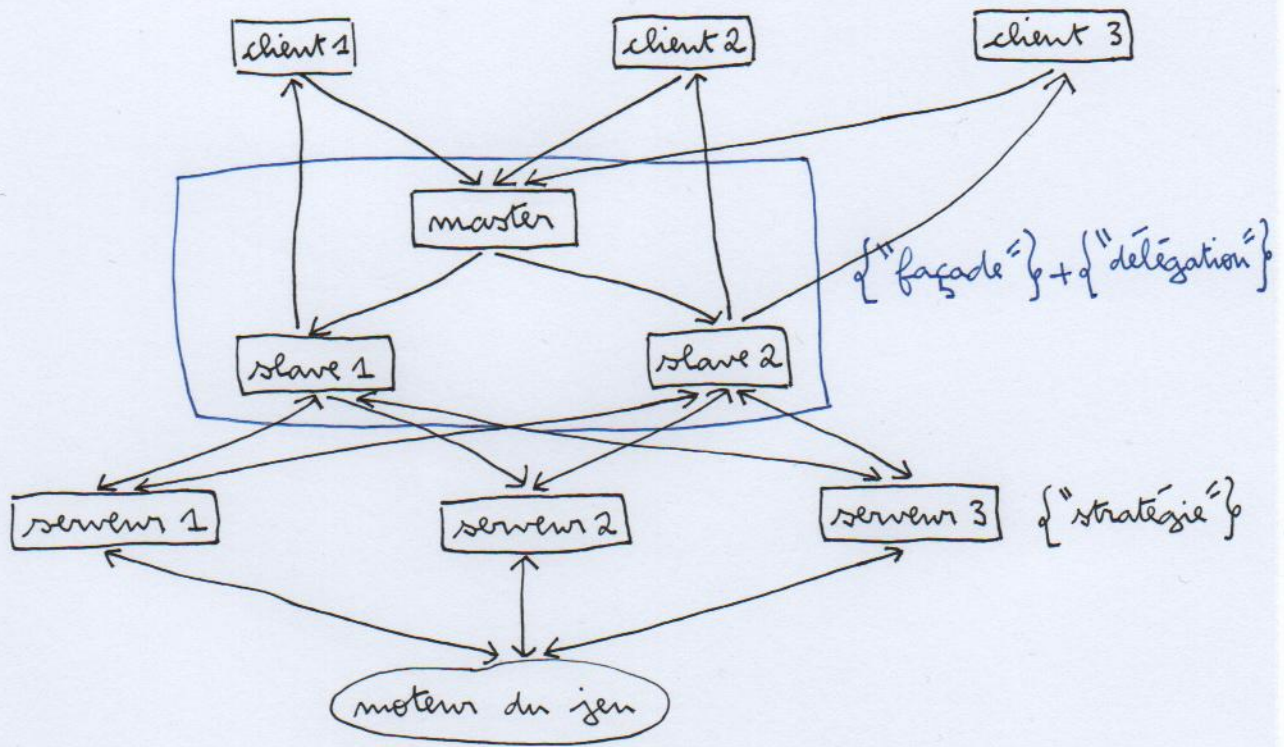 client 1
client 2
client 3
master
{"façade"} + {"délégation"}
slave 1
slave 2
serveur 1
serveur 2
serveur 3
{"stratégie"}
moteur du jeu